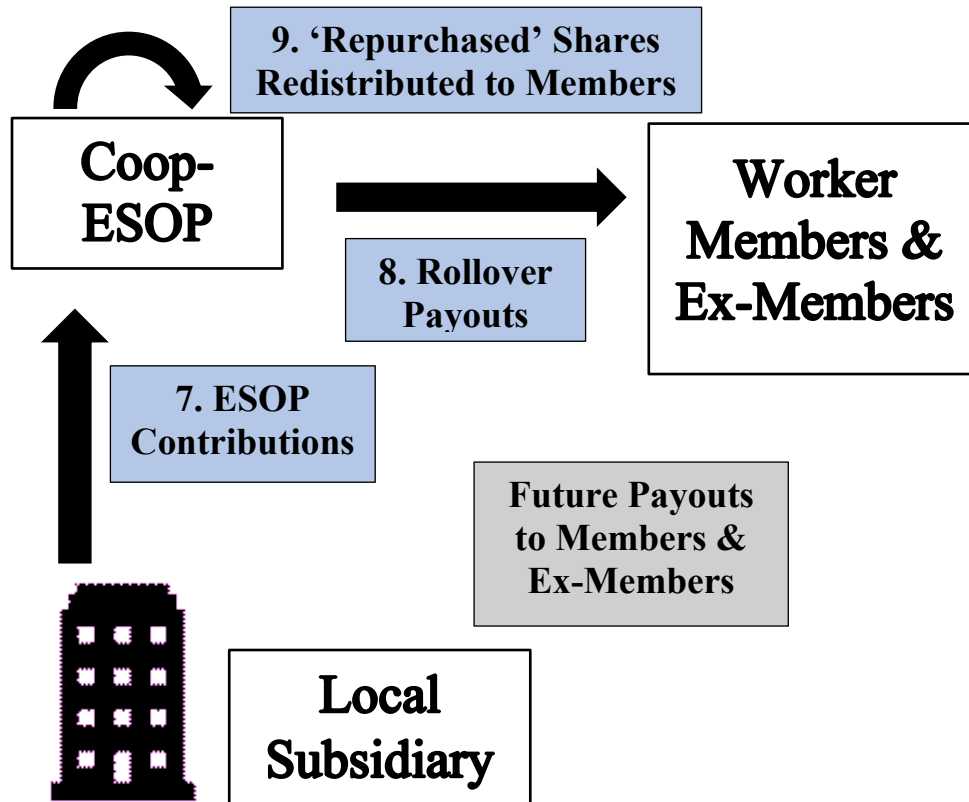 9. ‘Repurchased’ Shares
Redistributed to Members
Coop-
ESOP
Worker
Members &
Ex-Members
8. Rollover
Payouts
7. ESOP
Contributions
Future Payouts
to Members &
Ex-Members
Local
Subsidiary